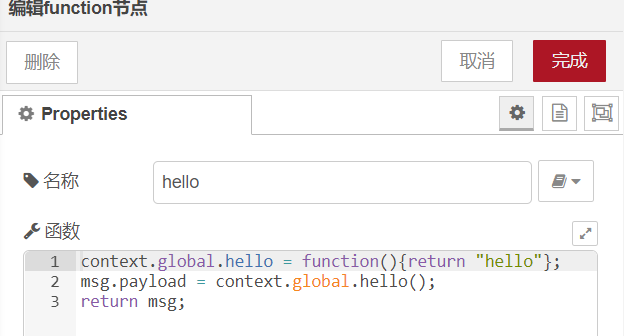 编辑function节点
删除
取消
完成
Properties
名称
hello
函数
1 context.global.hello = function(){return "hello"};
2 msg.payload = context.global.hello();
3 return msg;